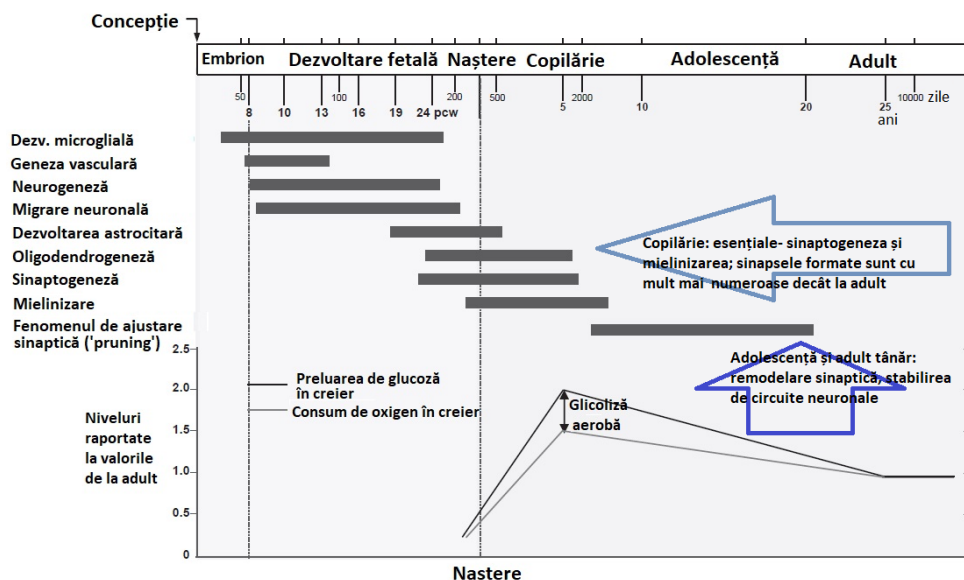 Concepție
Embrion Dezvoltare fetală Naștere Copilărie Adolescență Adult
50 100 200 500 2000 10000 zile
8 10 13 16 19 24 pcw 5 10 20 25
ani
Dezv. microglială
Geneza vasculară
Neurogeneză
Migrare neuronală
Dezvoltarea astrocitară
Oligodendrogeneză
Sinaptogeneză
Mielinizare
Fenomenul de ajustare
sinaptică ('pruning')
Copilărie: esențiale- sinaptogeneza și
mielinizarea; sinapsele formate sunt cu
mult mai numeroase decât la adult
Adolescență și adult tânăr:
remodelare sinaptică, stabilirea
de circuite neuronale
2.5
2.0
1.5
1.0
0.5
0
Preluarea de glucoză
în creier
Consum de oxigen în creier
Niveluri
raportate
la valorile
de la adult
Glicoliză
aerobă
Nastere